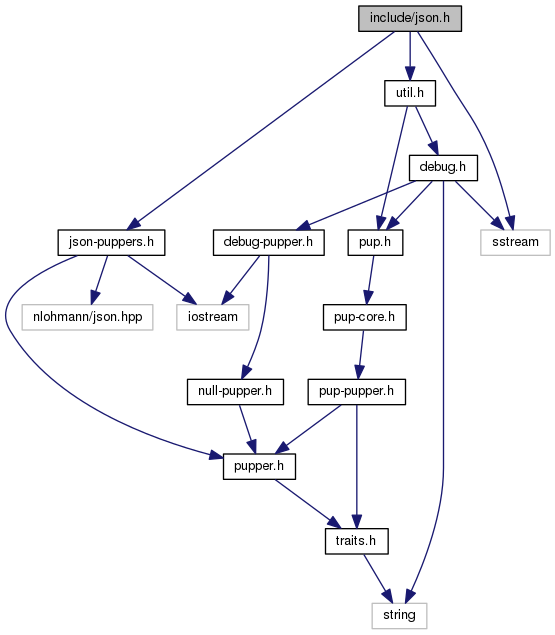 include/json.h
util.h
debug.h
json-puppers.h
debug-pupper.h
pup.h
sstream
nlohmann/json.hpp
iostream
pup-core.h
null-pupper.h
pup-pupper.h
pupper.h
traits.h
string